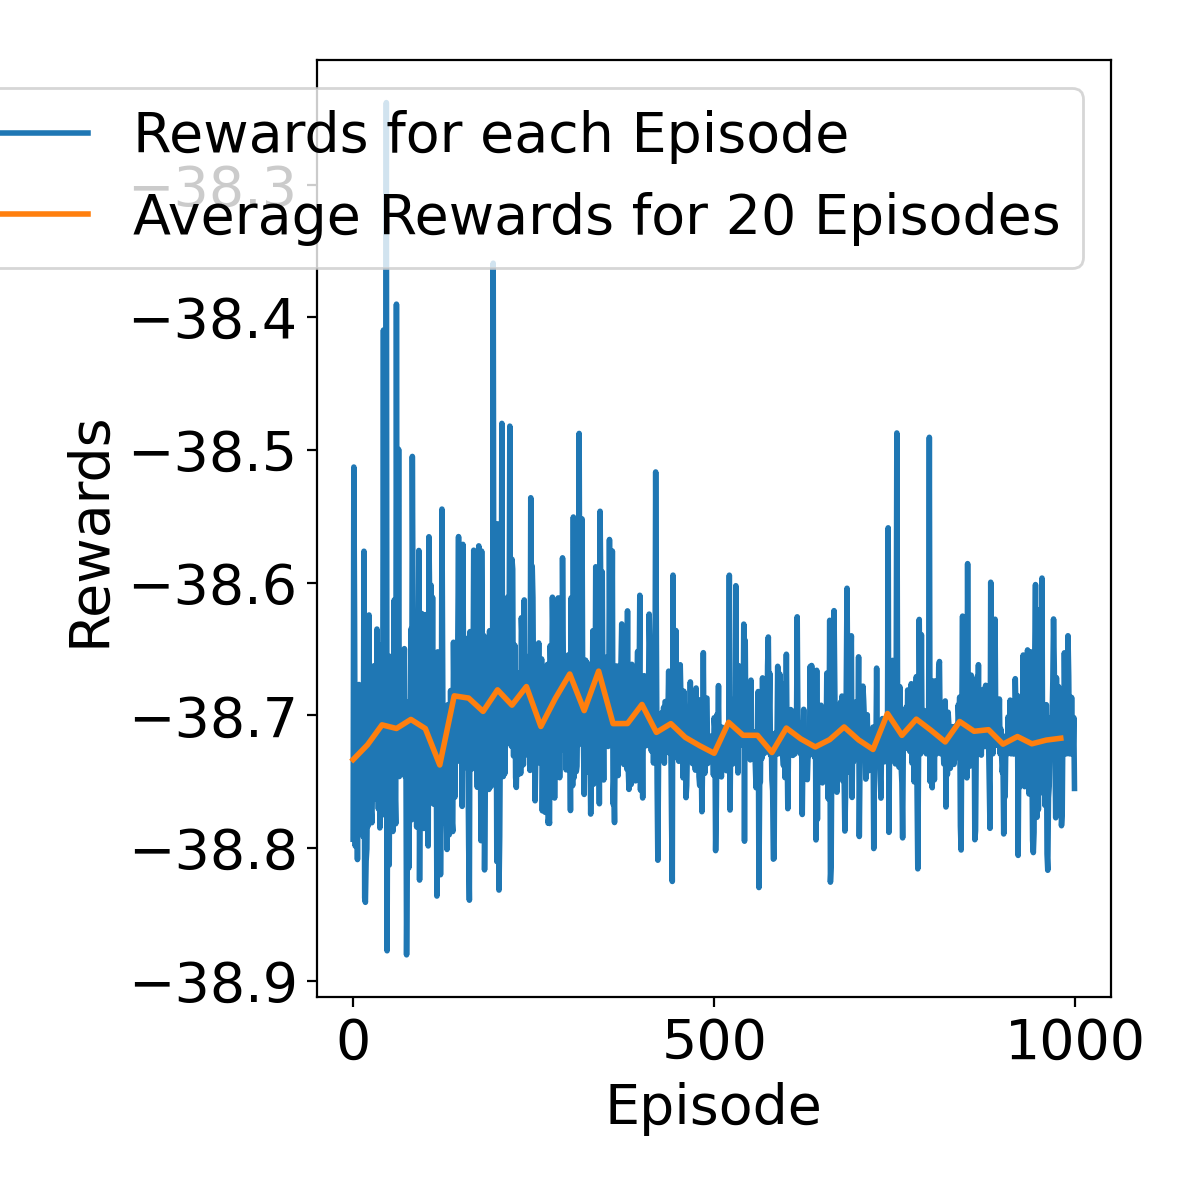 Rewards for each Episode
Average Rewards for 20 Episodes
−38.3
−38.4
−38.5
−38.6
−38.7
−38.8
−38.9
Rewards
0 500 1000
Episode